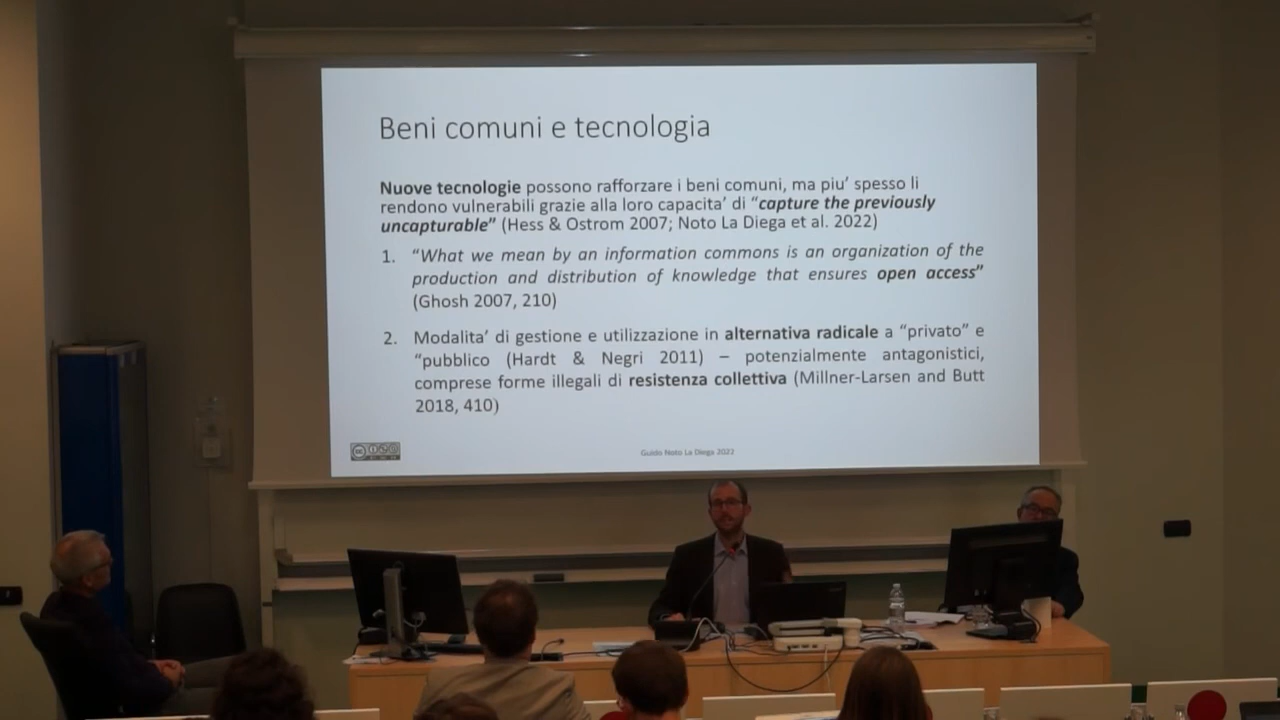 Beni comuni e tecnologia
Nuove tecnologie possono rafforzare i beni comuni, ma piu' spesso li
rendono vulnerabili grazie alla loro capacita' di "capture the previously
uncapturable" (Hess & Ostrom 2007; Noto La Diega et al. 2022)
1. "What we mean by an information commons is an organization of the
production and distribution of knowledge that ensures open access"
(Ghosh 2007, 210)
2. Modalita' di gestione e utilizzazione in alternativa radicale a "privato" e
"pubblico (Hardt & Negri 2011) – potenzialmente antagonistici,
comprese forme illegali di resistenza collettiva (Millner-Larsen and Butt
2018, 410)
cc
Guido Noto La Diega 2022